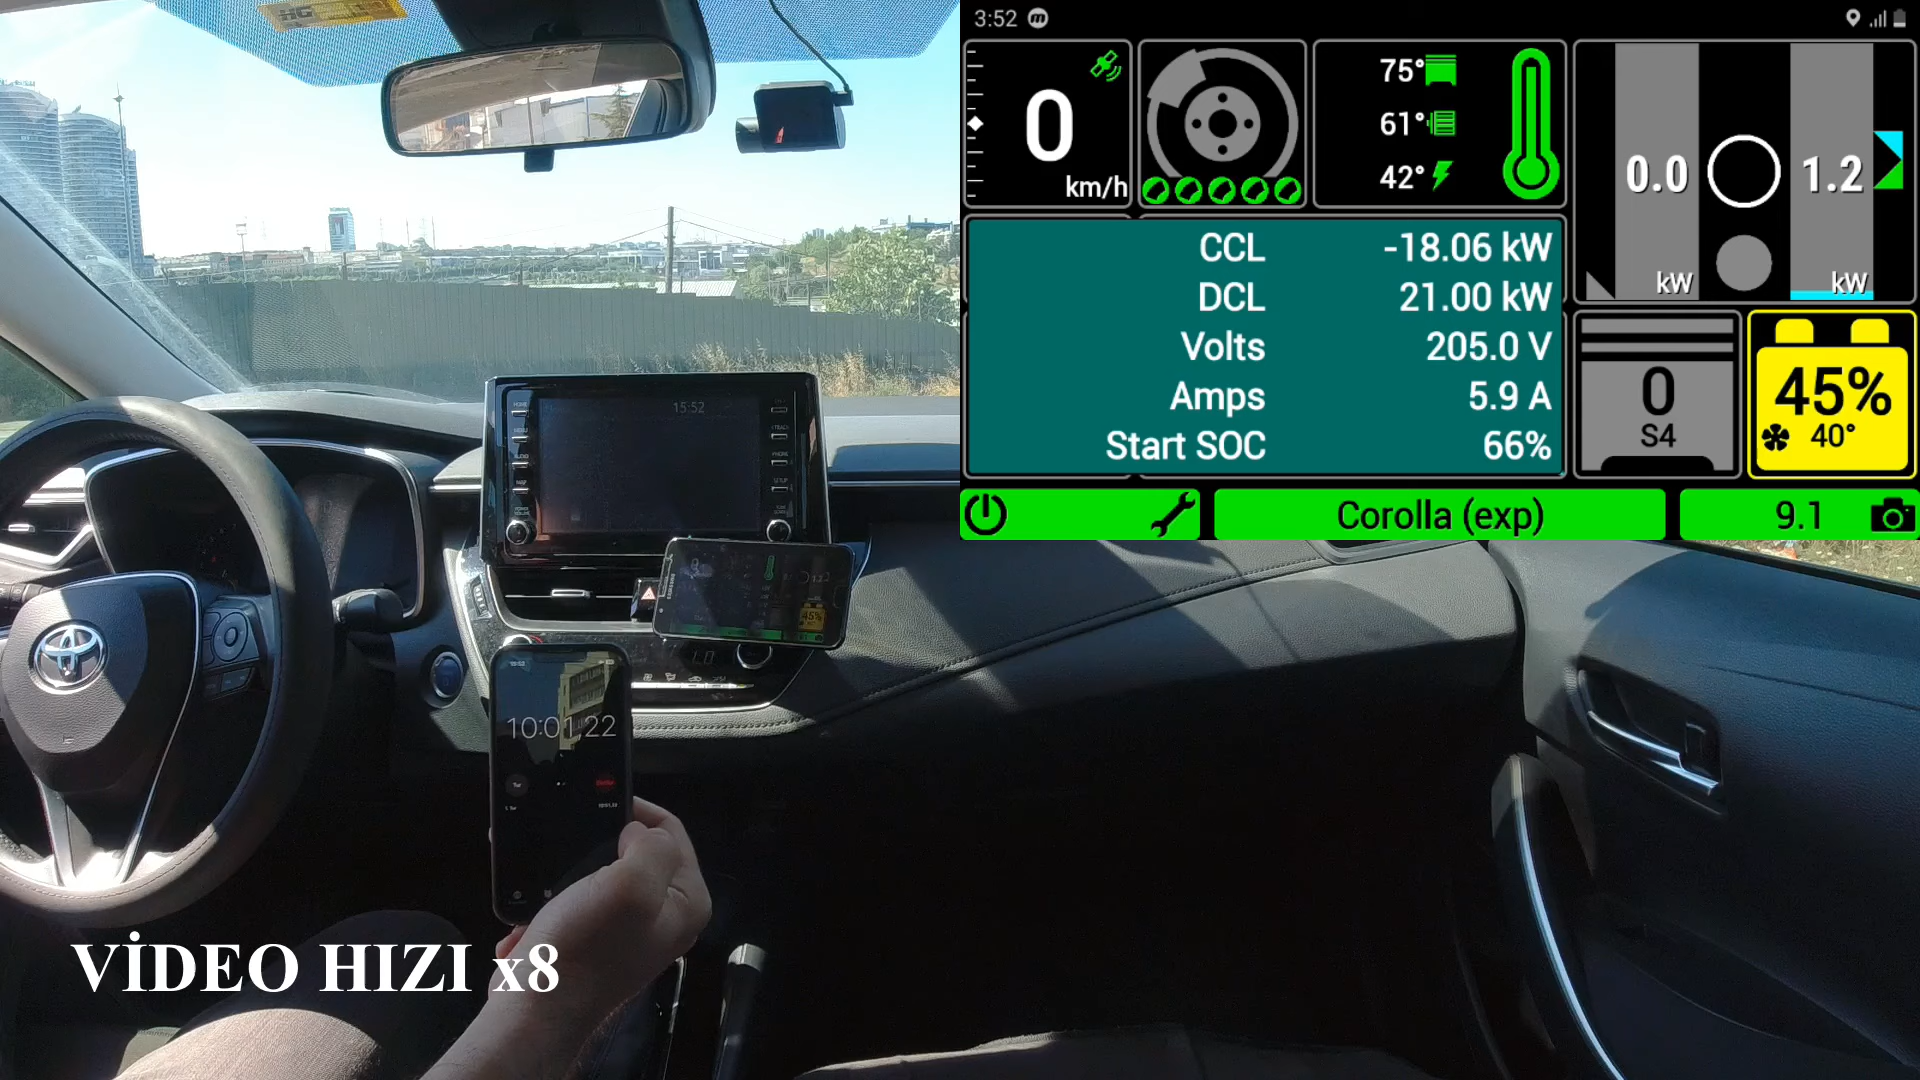 3:52
0
km/h
75°
61°
42°
0.0
kW
1.2
kW
CCL -18.06 kW
DCL 21.00 kW
Volts 205.0 V
Amps 5.9 A
Start SOC 66%
0
S4
45%
40°
Corolla (exp)
9.1
15:52
10:01,22
45%
VİDEO HIZI x8